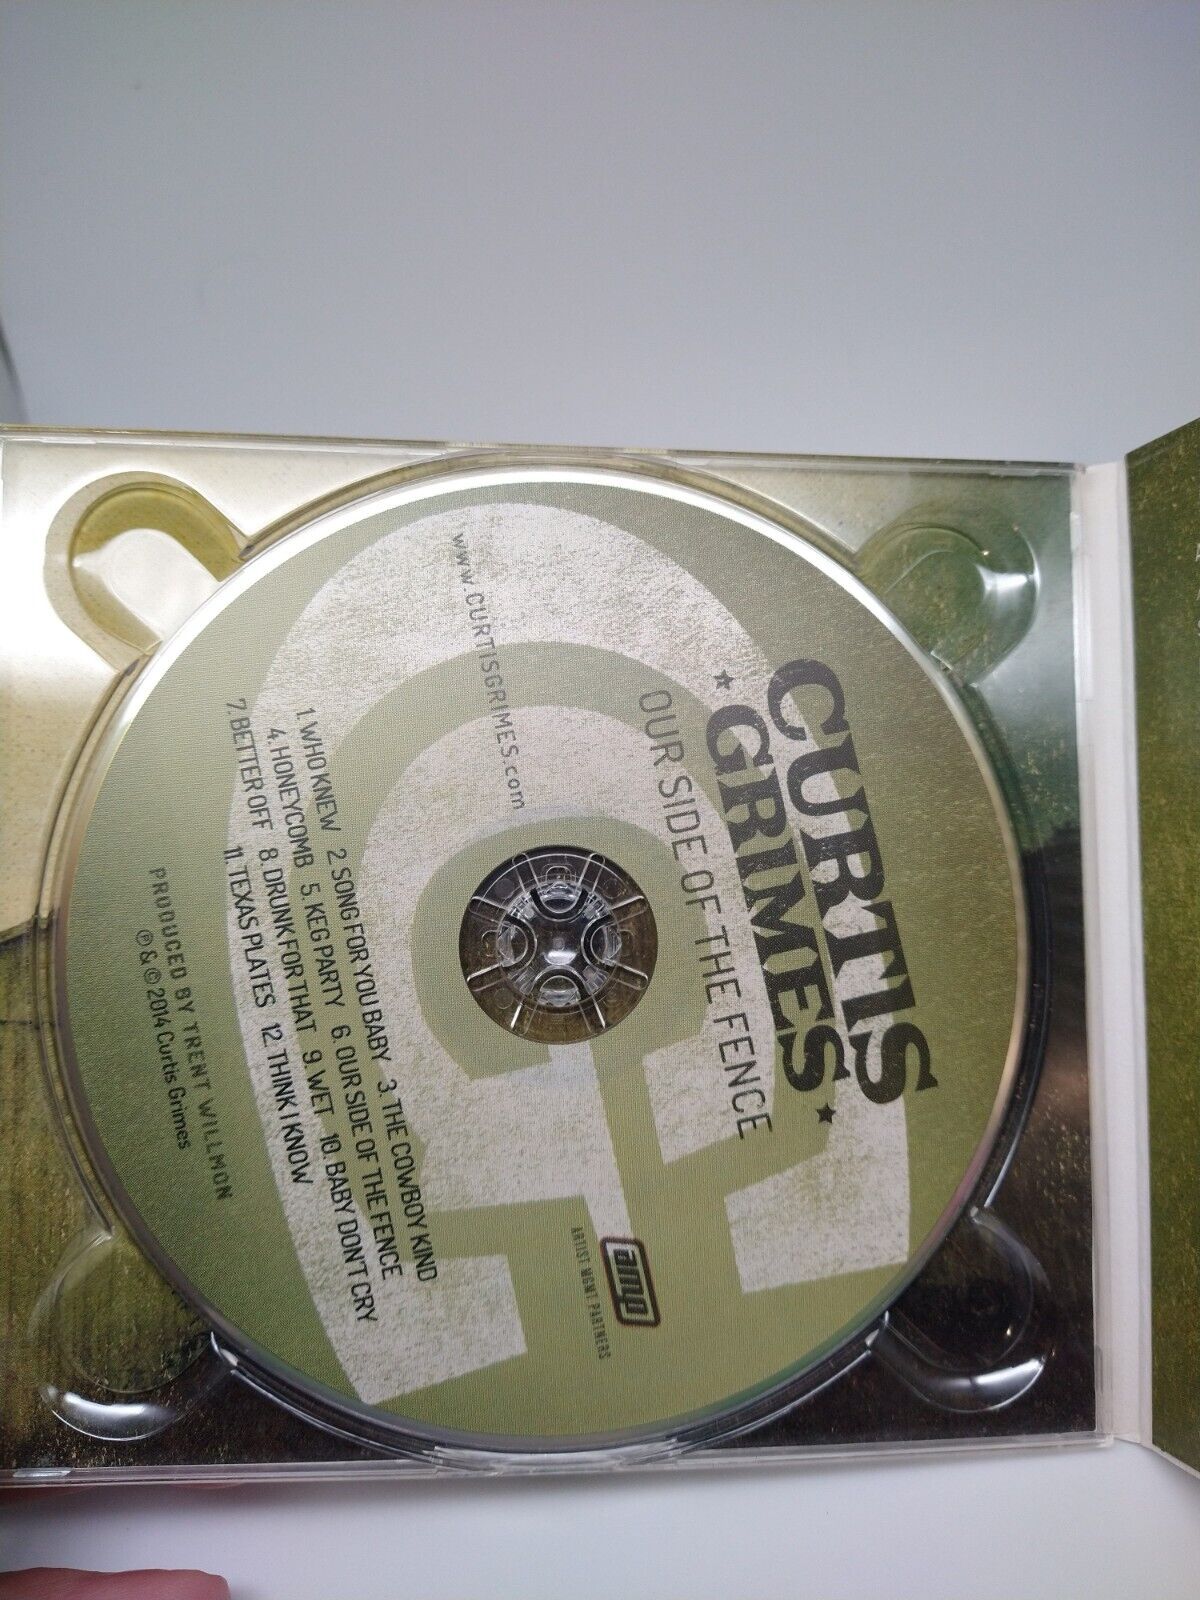 CURTIS
★ GRIMES ★
OUR SIDE OF THE FENCE
amp
ARTIST MGMT PARTNERS
www.CURTISGRIMES.com
1. WHO KNEW 2. SONG FOR YOU BABY 3. THE COWBOY KIND
4. HONEYCOMB 5. KEG PARTY 6. OUR SIDE OF THE FENCE
7. BETTER OFF 8. DRUNK FOR THAT 9. WET 10. BABY DON'T CRY
11. TEXAS PLATES 12. THINK I KNOW
PRODUCED BY TRENT WILLMON
℗ & © 2014 Curtis Grimes